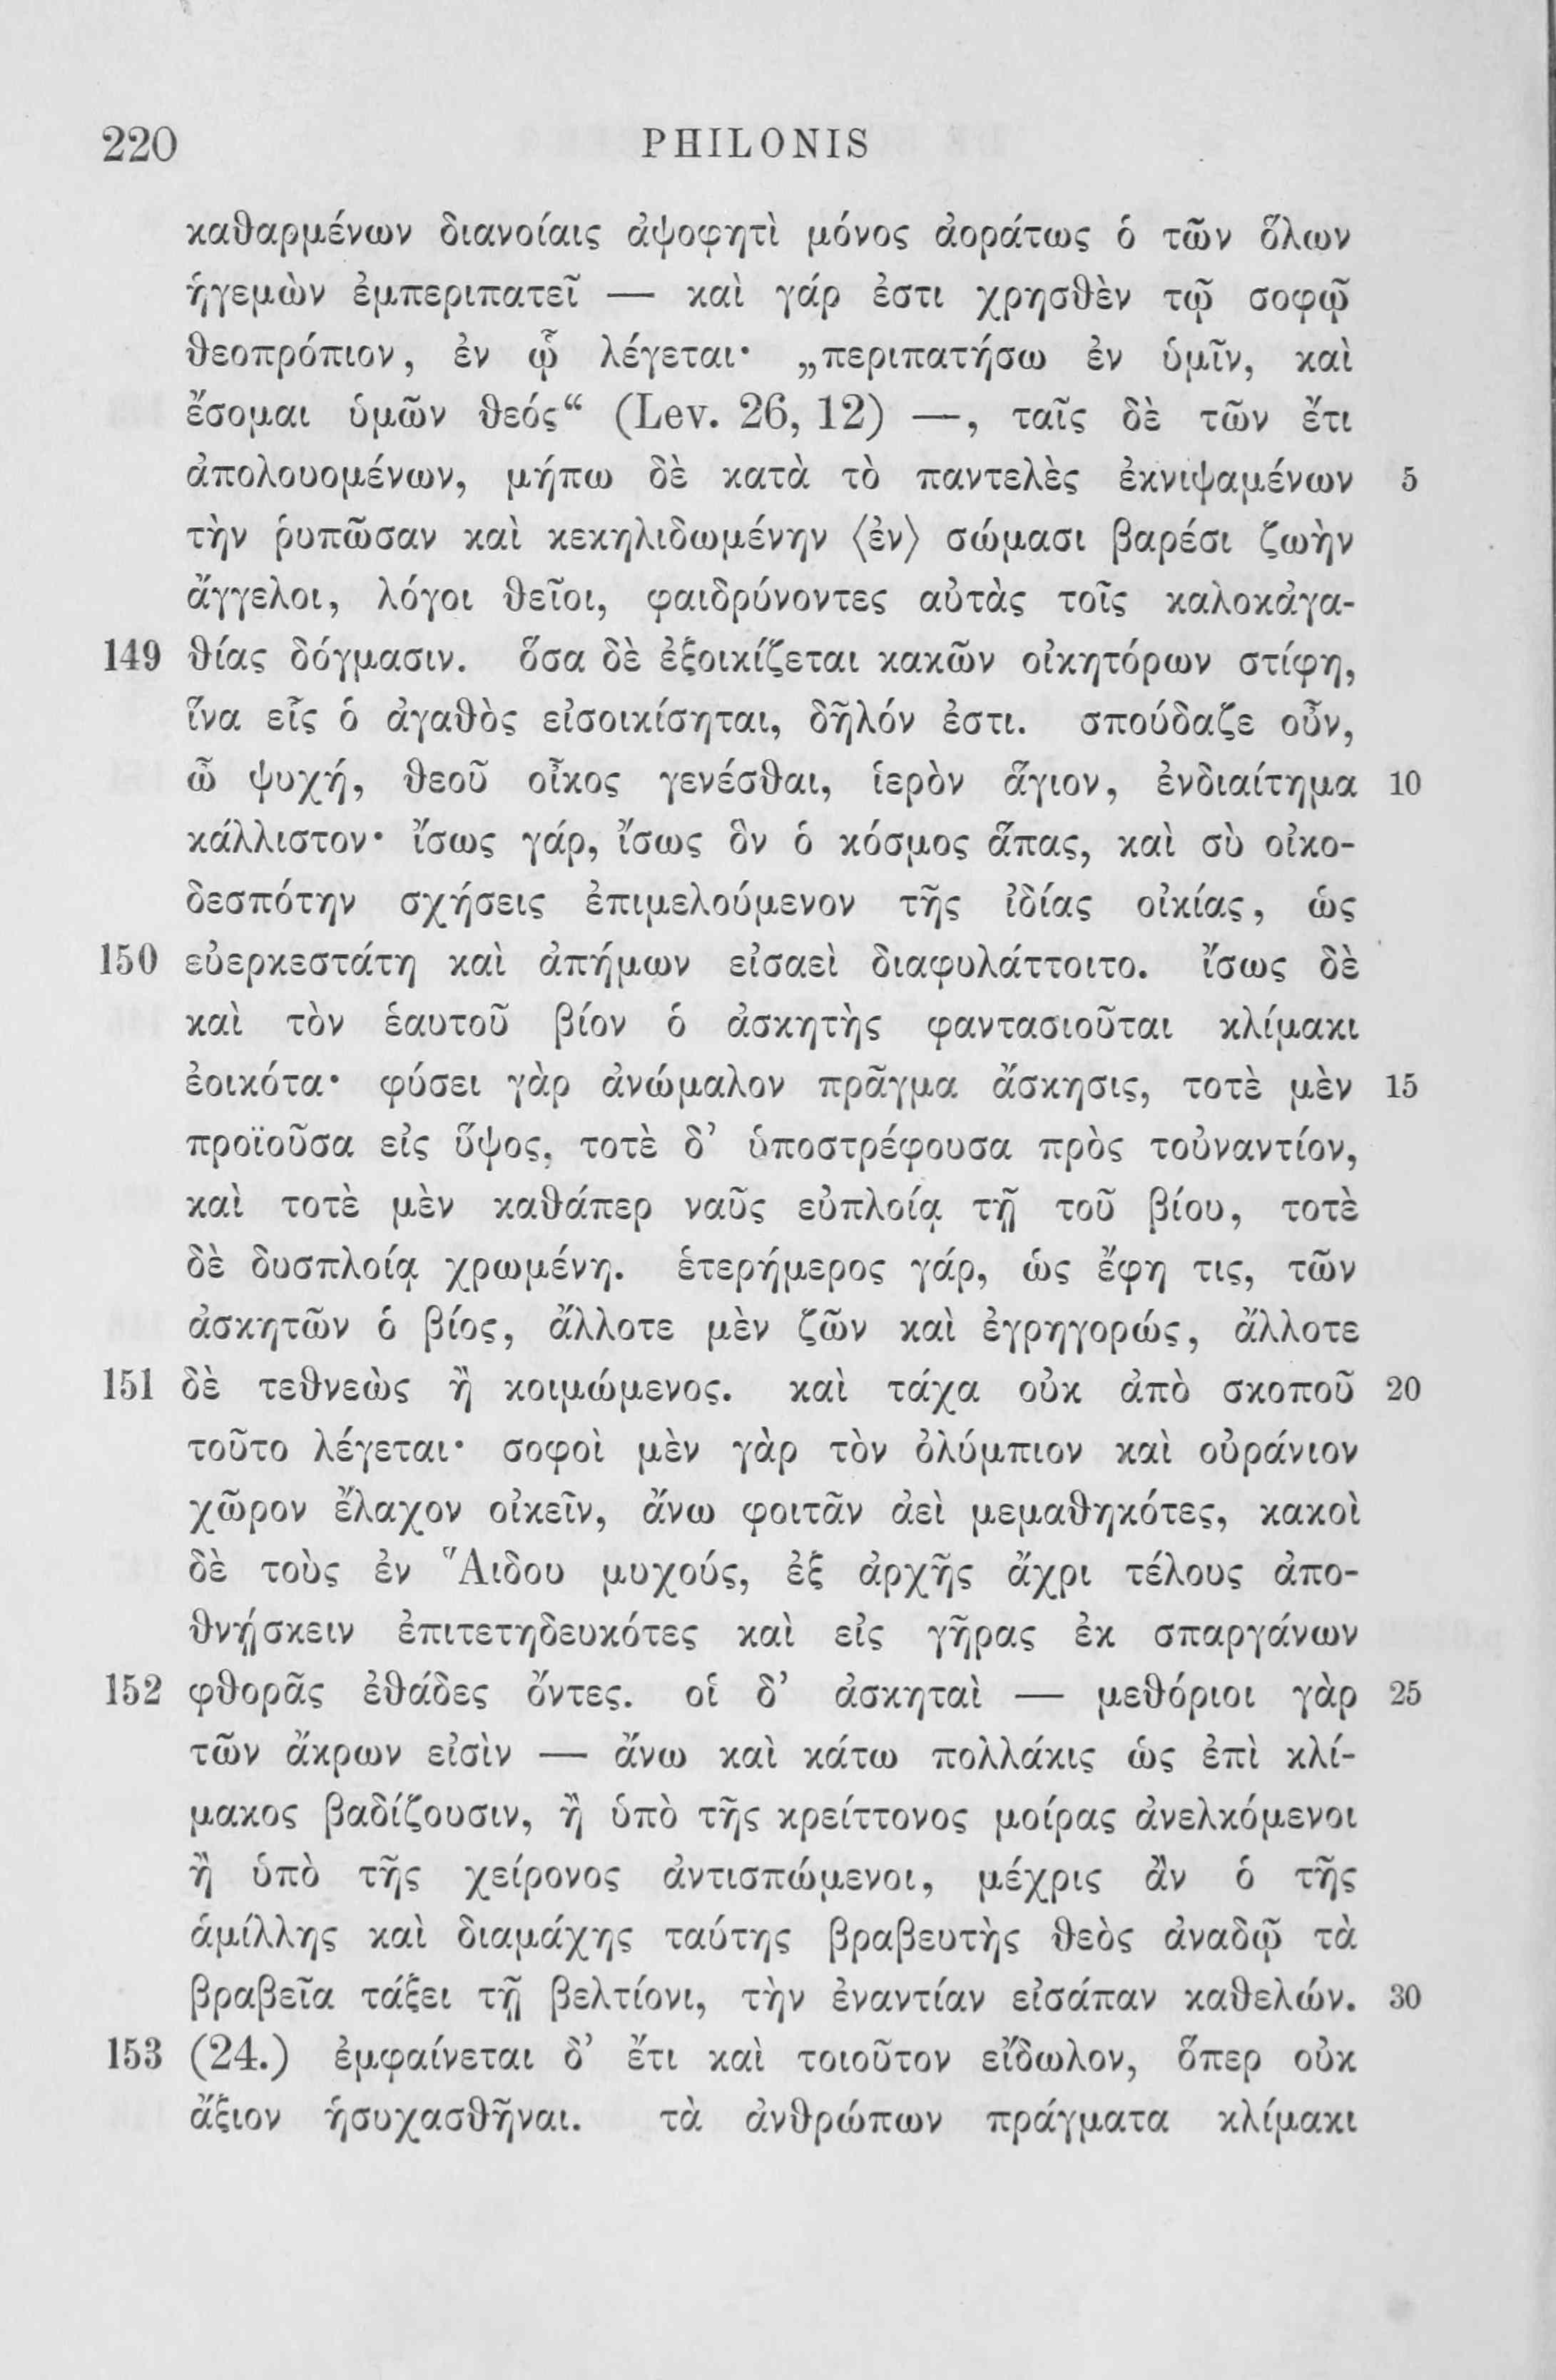 220 PHILONIS
καθαρμένων διανοίαις ἀψοφητὶ μόνος ἀοράτως ὁ τῶν ὅλων
ἡγεμὼν ἐμπεριπατεῖ — καὶ γάρ ἐστι χρησθὲν τῷ σοφῷ
θεοπρόπιον, ἐν ᾧ λέγεται· „περιπατήσω ἐν ὑμῖν, καὶ
ἔσομαι ὑμῶν θεός“ (Lev. 26, 12) —, ταῖς δὲ τῶν ἔτι
ἀπολουομένων, μήπω δὲ κατὰ τὸ παντελὲς ἐκνιψαμένων 5
τὴν ῥυπῶσαν καὶ κεκηλιδωμένην ⟨ἐν⟩ σώμασι βαρέσι ζωὴν
ἄγγελοι, λόγοι θεῖοι, φαιδρύνοντες αὐτὰς τοῖς καλοκἀγα-
149 θίας δόγμασιν. ὅσα δὲ ἐξοικίζεται κακῶν οἰκητόρων στίφη,
ἵνα εἷς ὁ ἀγαθὸς εἰσοικίσηται, δῆλόν ἐστι. σπούδαζε οὖν,
ὦ ψυχή, θεοῦ οἶκος γενέσθαι, ἱερὸν ἅγιον, ἐνδιαίτημα 10
κάλλιστον· ἴσως γάρ, ἴσως ὃν ὁ κόσμος ἅπας, καὶ σὺ οἰκο-
δεσπότην σχήσεις ἐπιμελούμενον τῆς ἰδίας οἰκίας, ὡς
150 εὐερκεστάτη καὶ ἀπήμων εἰσαεὶ διαφυλάττοιτο. ἴσως δὲ
καὶ τὸν ἑαυτοῦ βίον ὁ ἀσκητὴς φαντασιοῦται κλίμακι
ἐοικότα· φύσει γὰρ ἀνώμαλον πρᾶγμα ἄσκησις, τοτὲ μὲν 15
προϊοῦσα εἰς ὕψος, τοτὲ δ’ ὑποστρέφουσα πρὸς τοὐναντίον,
καὶ τοτὲ μὲν καθάπερ ναῦς εὐπλοίᾳ τῇ τοῦ βίου, τοτὲ
δὲ δυσπλοίᾳ χρωμένη. ἑτερήμερος γάρ, ὡς ἔφη τις, τῶν
ἀσκητῶν ὁ βίος, ἄλλοτε μὲν ζῶν καὶ ἐγρηγορώς, ἄλλοτε
151 δὲ τεθνεὼς ἢ κοιμώμενος. καὶ τάχα οὐκ ἀπὸ σκοποῦ 20
τοῦτο λέγεται· σοφοὶ μὲν γὰρ τὸν ὀλύμπιον καὶ οὐράνιον
χῶρον ἔλαχον οἰκεῖν, ἄνω φοιτᾶν ἀεὶ μεμαθηκότες, κακοὶ
δὲ τοὺς ἐν Ἅιδου μυχούς, ἐξ ἀρχῆς ἄχρι τέλους ἀπο-
θνῄσκειν ἐπιτετηδευκότες καὶ εἰς γῆρας ἐκ σπαργάνων
152 φθορᾶς ἐθάδες ὄντες. οἱ δ’ ἀσκηταὶ — μεθόριοι γὰρ 25
τῶν ἄκρων εἰσὶν — ἄνω καὶ κάτω πολλάκις ὡς ἐπὶ κλί-
μακος βαδίζουσιν, ἢ ὑπὸ τῆς κρείττονος μοίρας ἀνελκόμενοι
ἢ ὑπὸ τῆς χείρονος ἀντισπώμενοι, μέχρις ἂν ὁ τῆς
ἁμίλλης καὶ διαμάχης ταύτης βραβευτὴς θεὸς ἀναδῷ τὰ
βραβεῖα τάξει τῇ βελτίονι, τὴν ἐναντίαν εἰσάπαν καθελών. 30
153 (24.) ἐμφαίνεται δ’ ἔτι καὶ τοιοῦτον εἴδωλον, ὅπερ οὐκ
ἄξιον ἡσυχασθῆναι. τὰ ἀνθρώπων πράγματα κλίμακι